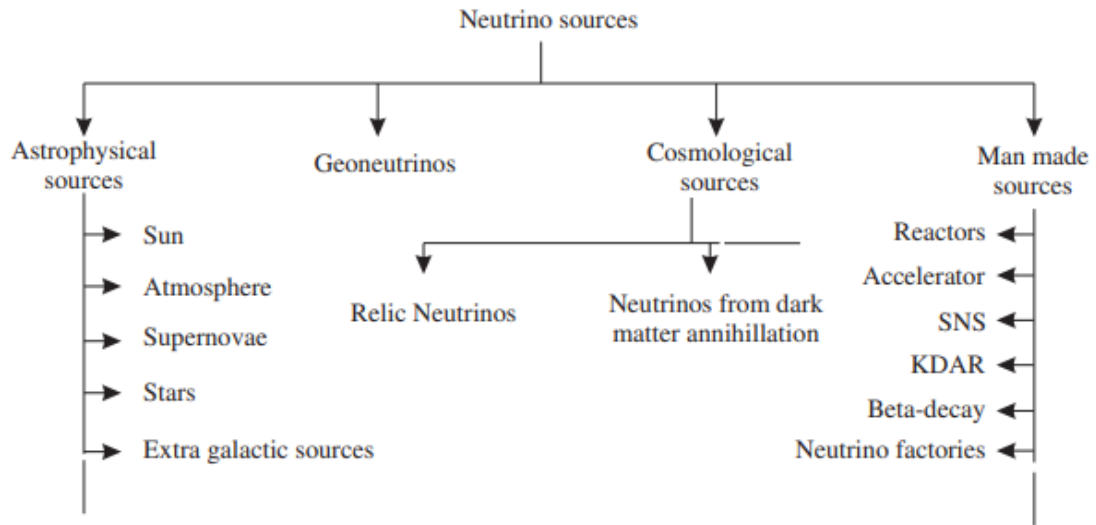 Neutrino sources
Astrophysical
sources
Geoneutrinos
Cosmological
sources
Man made
sources
Sun
Atmosphere
Supernovae
Stars
Extra galactic sources
Relic Neutrinos
Neutrinos from dark
matter annihillation
Reactors
Accelerator
SNS
KDAR
Beta-decay
Neutrino factories